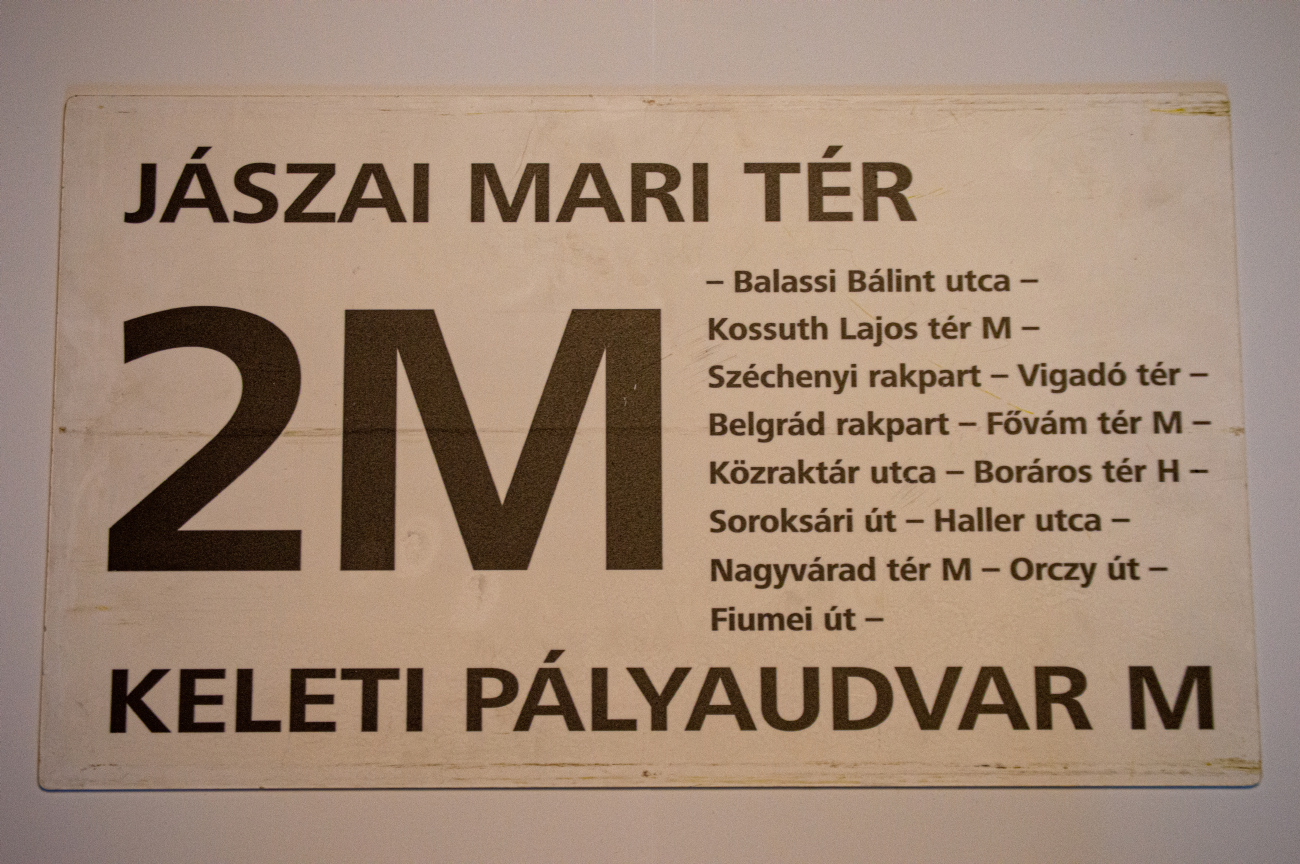 JÁSZAI MARI TÉR
2M
– Balassi Bálint utca –
Kossuth Lajos tér M –
Széchenyi rakpart – Vigadó tér –
Belgrád rakpart – Fővám tér M –
Közraktár utca – Boráros tér H –
Soroksári út – Haller utca –
Nagyvárad tér M – Orczy út –
Fiumei út –
KELETI PÁLYAUDVAR M